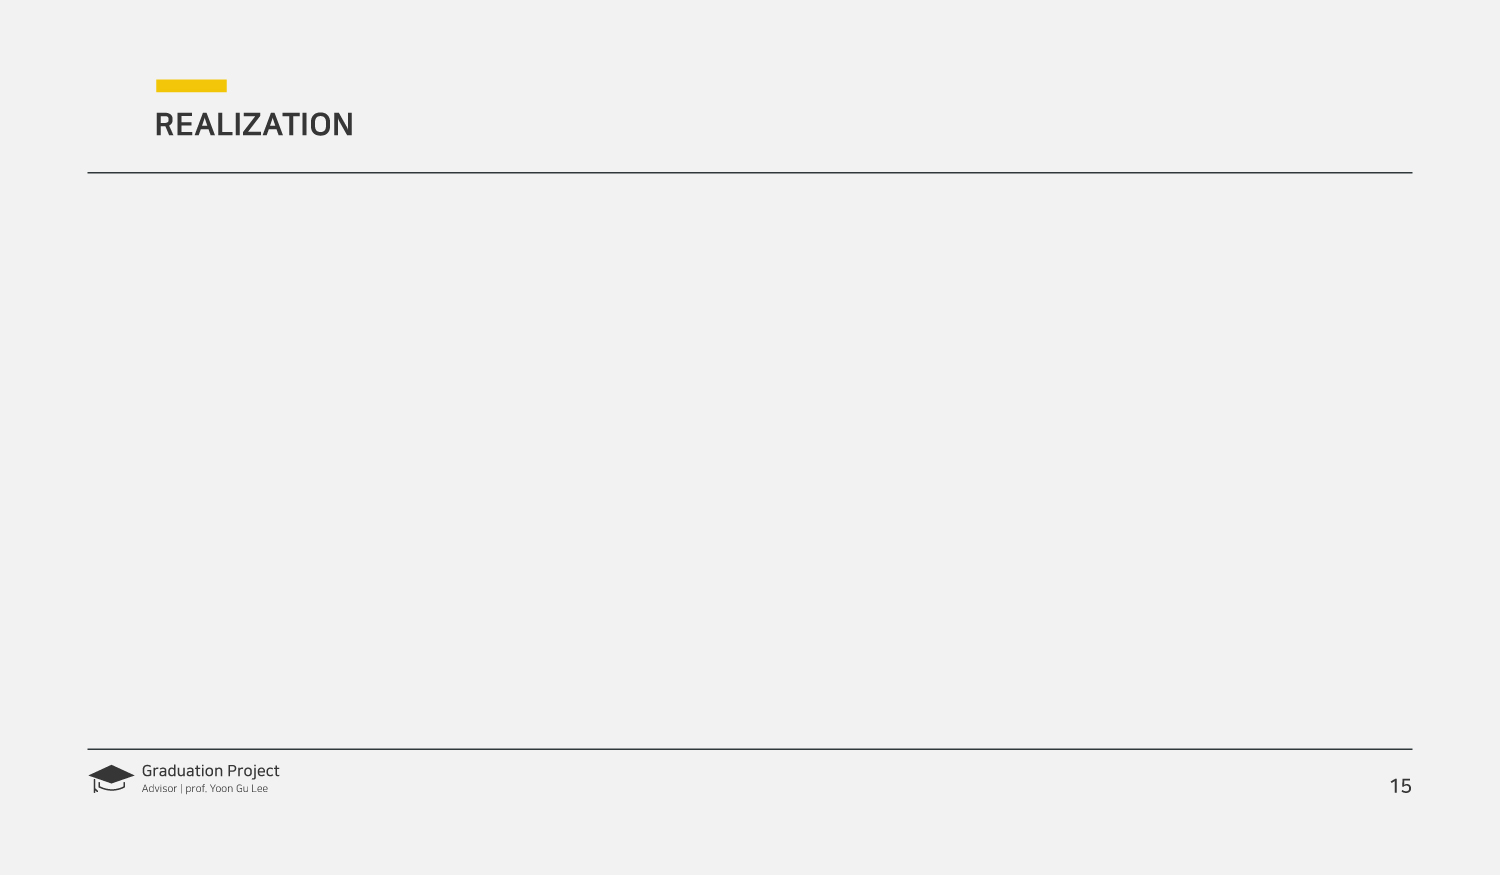 REALIZATION
Graduation Project
Advisor | prof. Yoon Gu Lee
15